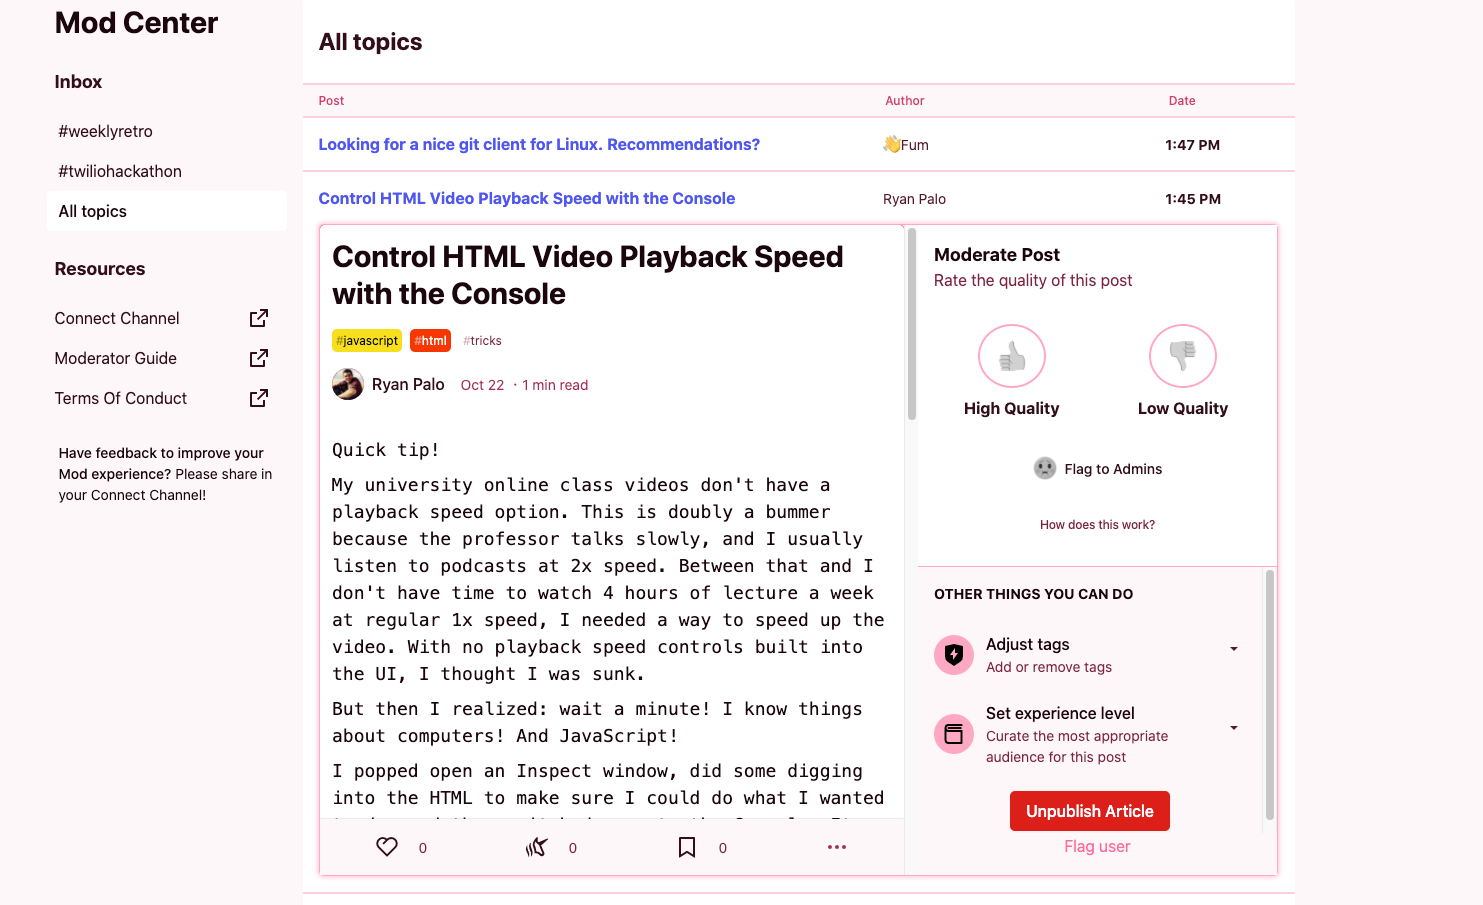 Mod Center
Inbox
#weeklyretro
#twiliohackathon
All topics
Resources
Connect Channel
Moderator Guide
Terms Of Conduct
Have feedback to improve your
Mod experience? Please share in
your Connect Channel!
All topics
Post Author Date
Looking for a nice git client for Linux. Recommendations? 👋Fum 1:47 PM
Control HTML Video Playback Speed with the Console Ryan Palo 1:45 PM
Control HTML Video Playback Speed
with the Console
#javascript #html #tricks
Ryan Palo Oct 22 · 1 min read
Quick tip!
My university online class videos don't have a
playback speed option. This is doubly a bummer
because the professor talks slowly, and I usually
listen to podcasts at 2x speed. Between that and I
don't have time to watch 4 hours of lecture a week
at regular 1x speed, I needed a way to speed up the
video. With no playback speed controls built into
the UI, I thought I was sunk.
But then I realized: wait a minute! I know things
about computers! And JavaScript!
I popped open an Inspect window, did some digging
into the HTML to make sure I could do what I wanted
0 0 0
Moderate Post
Rate the quality of this post
High Quality Low Quality
Flag to Admins
How does this work?
OTHER THINGS YOU CAN DO
Adjust tags
Add or remove tags
Set experience level
Curate the most appropriate
audience for this post
Unpublish Article
Flag user